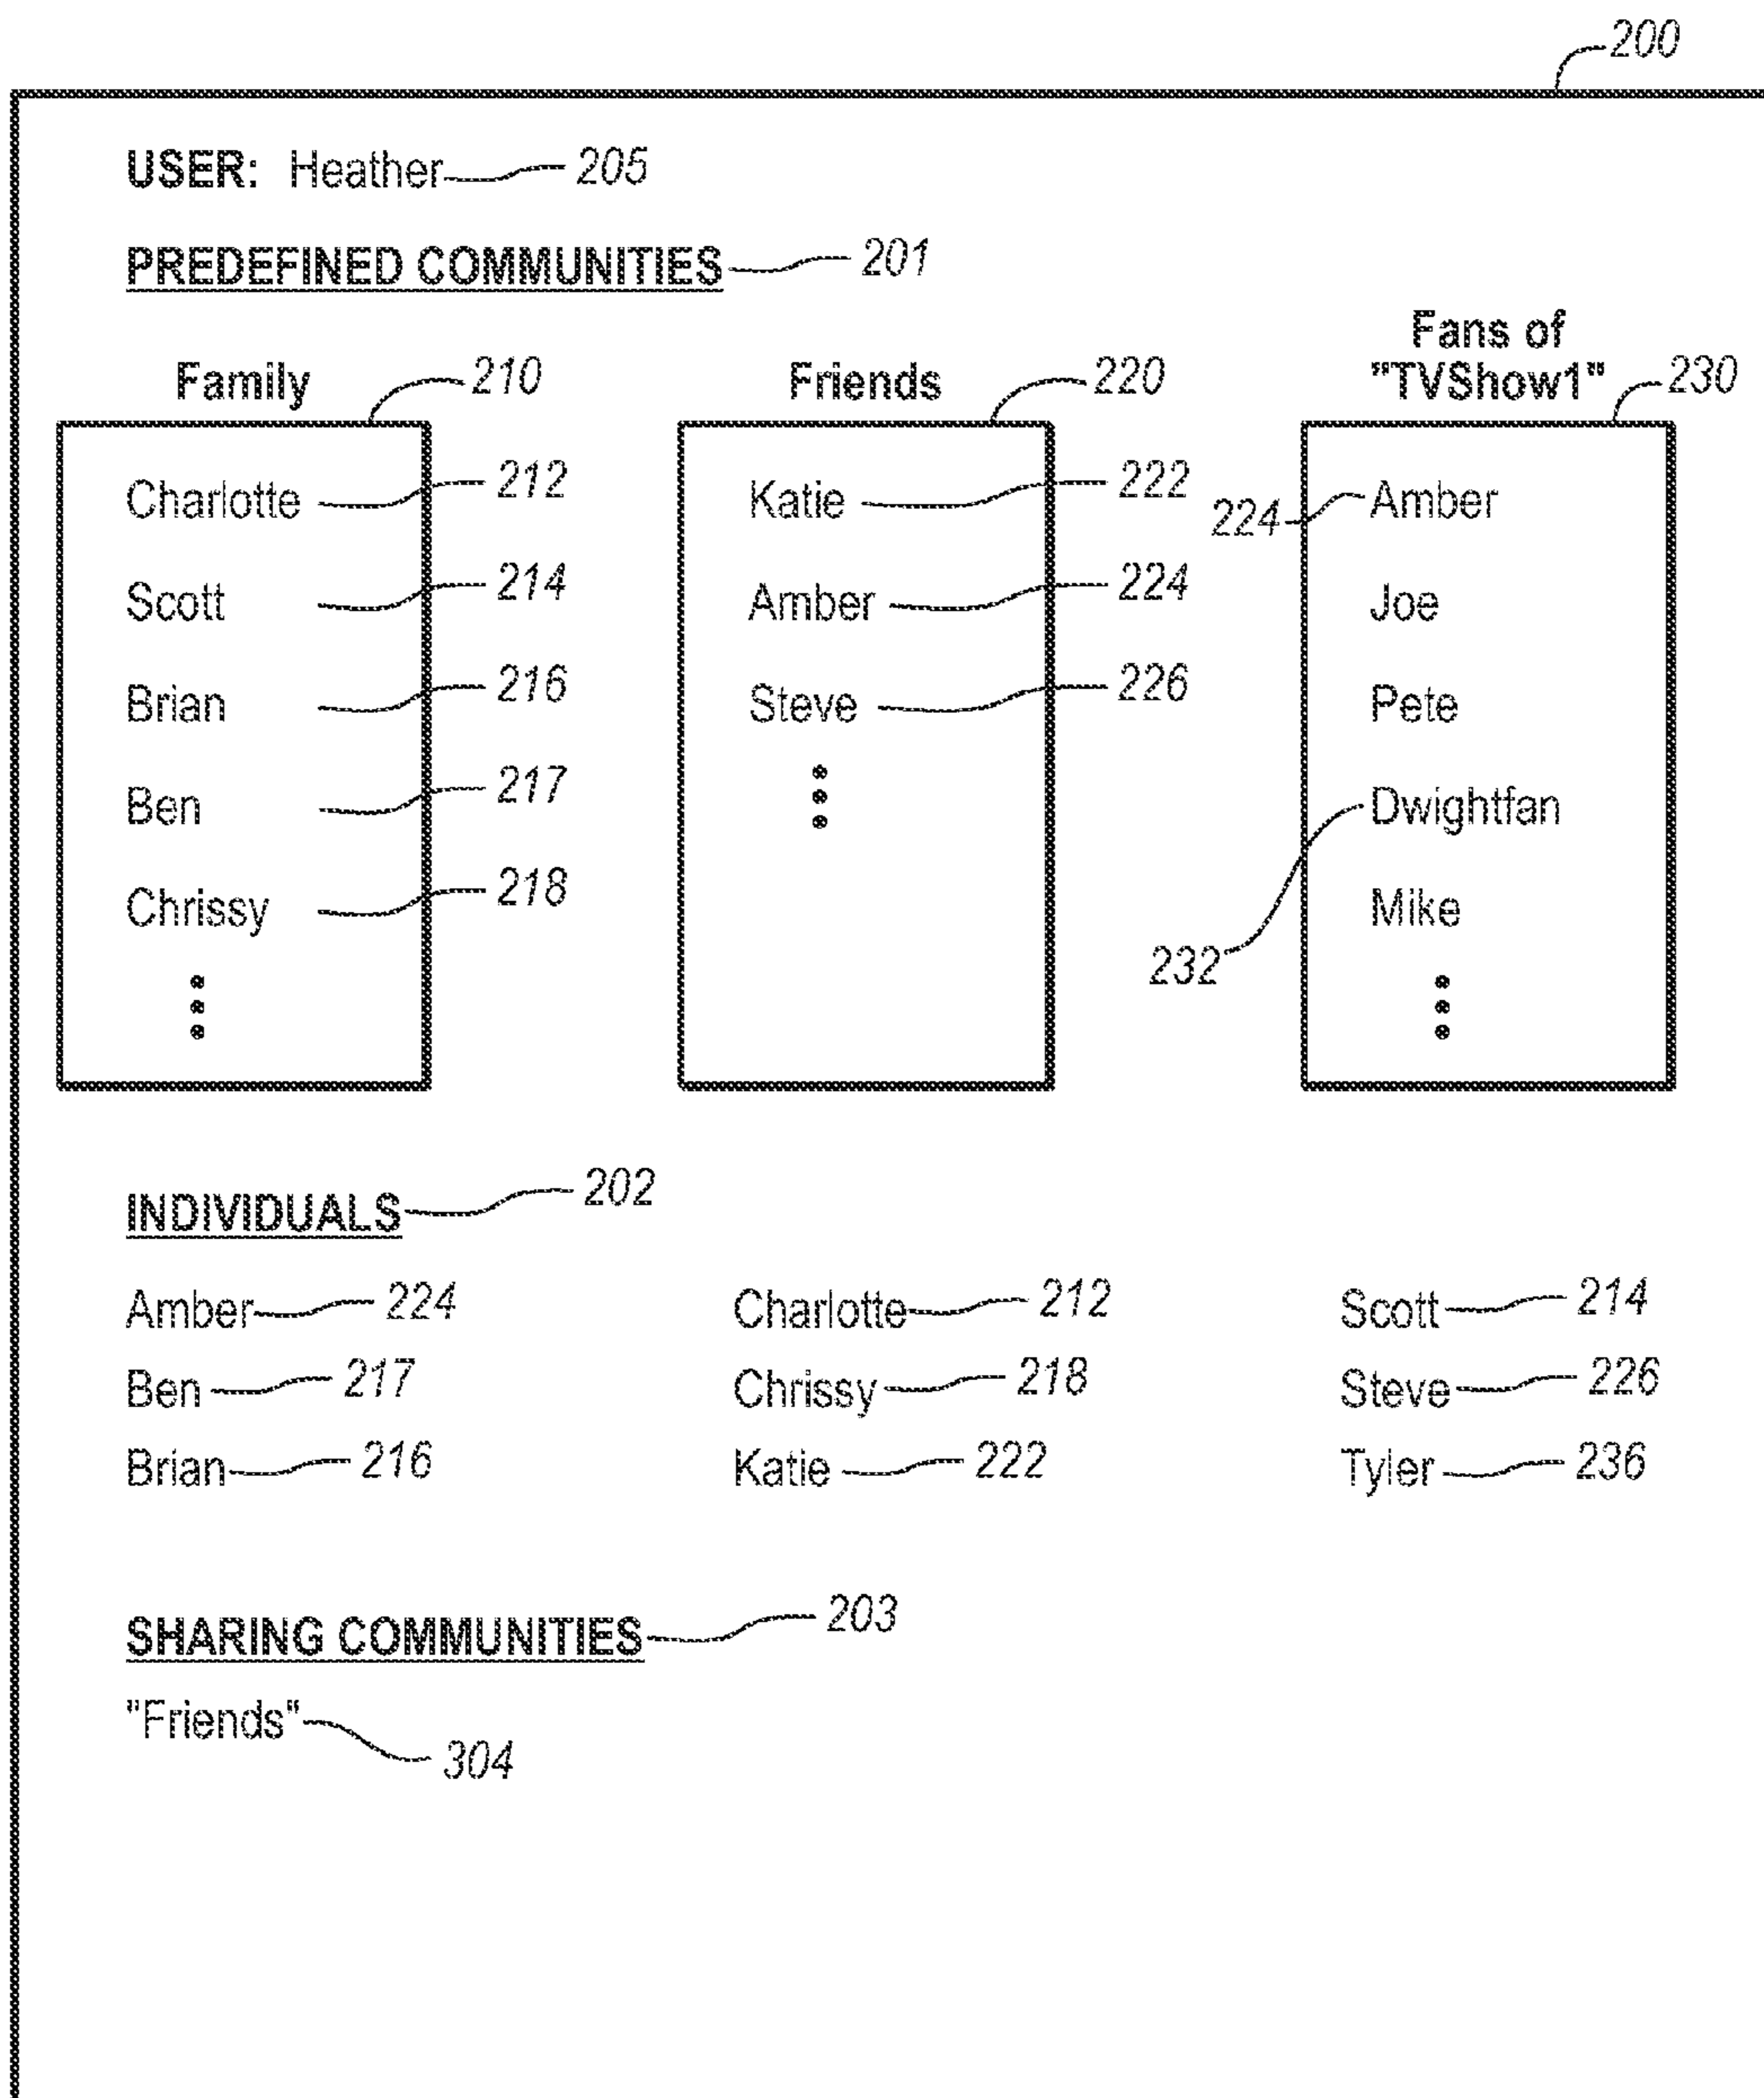 200
USER: Heather 205
PREDEFINED COMMUNITIES 201
Family 210
Charlotte 212
Scott 214
Brian 216
Ben 217
Chrissy 218
Friends 220
Katie 222
Amber 224
Steve 226
Fans of
"TVShow1" 230
224 Amber
Joe
Pete
Dwightfan
Mike
232
INDIVIDUALS 202
Amber 224 Charlotte 212 Scott 214
Ben 217 Chrissy 218 Steve 226
Brian 216 Katie 222 Tyler 236
SHARING COMMUNITIES 203
"Friends"
304